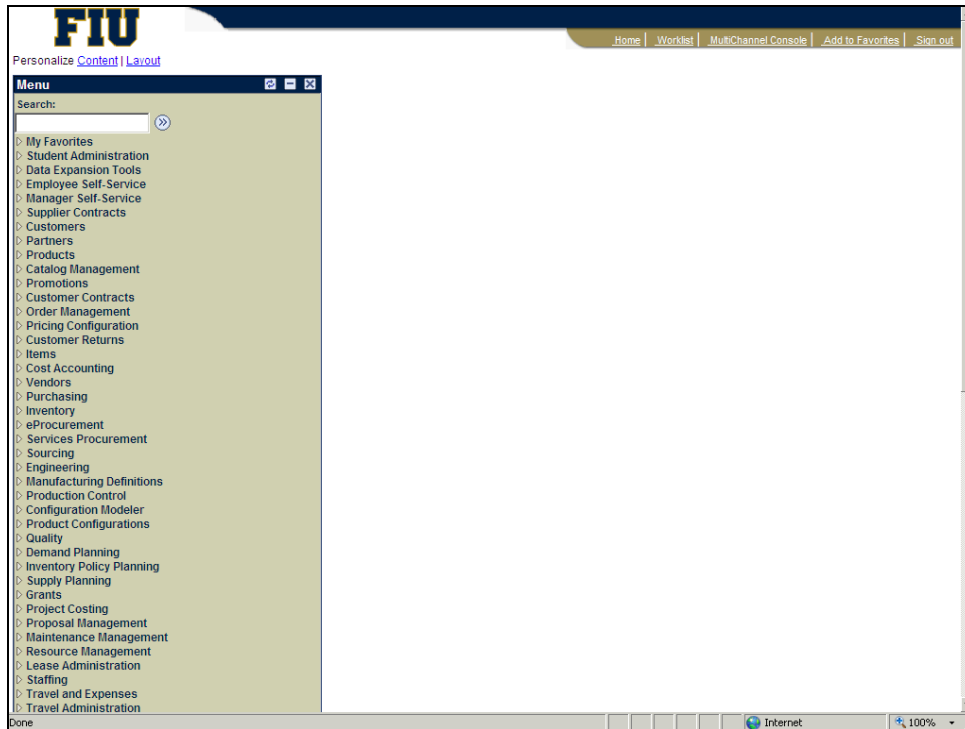 FIU
Home | Worklist | MultiChannel Console | Add to Favorites | Sign out
Personalize Content | Layout
Menu
Search:
My Favorites
Student Administration
Data Expansion Tools
Employee Self-Service
Manager Self-Service
Supplier Contracts
Customers
Partners
Products
Catalog Management
Promotions
Customer Contracts
Order Management
Pricing Configuration
Customer Returns
Items
Cost Accounting
Vendors
Purchasing
Inventory
eProcurement
Services Procurement
Sourcing
Engineering
Manufacturing Definitions
Production Control
Configuration Modeler
Product Configurations
Quality
Demand Planning
Inventory Policy Planning
Supply Planning
Grants
Project Costing
Proposal Management
Maintenance Management
Resource Management
Lease Administration
Staffing
Travel and Expenses
Travel Administration
Done Internet 100%